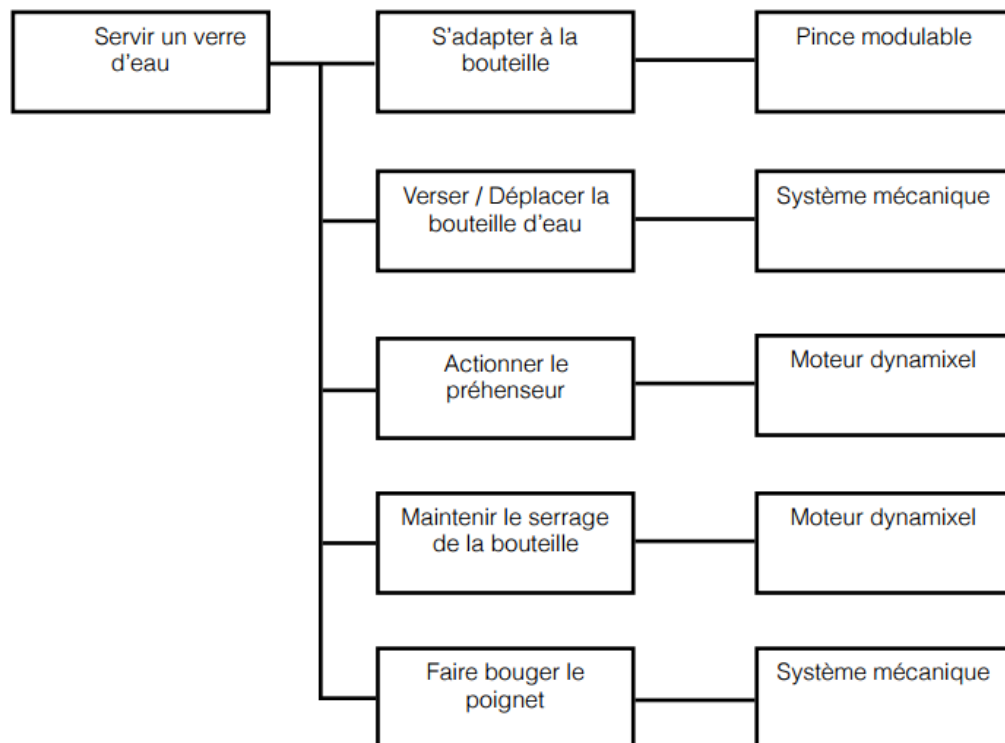 Servir un verre
d'eau
S'adapter à la
bouteille
Pince modulable
Verser / Déplacer la
bouteille d'eau
Système mécanique
Actionner le
préhenseur
Moteur dynamixel
Maintenir le serrage
de la bouteille
Moteur dynamixel
Faire bouger le
poignet
Système mécanique